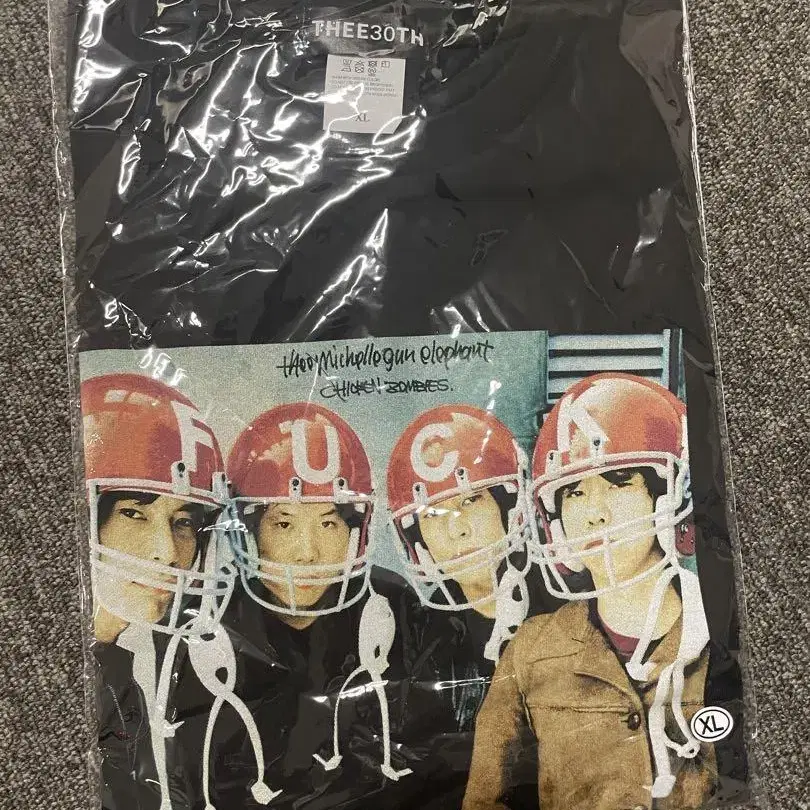 THEE30TH
XL
thee michelle gun elephant
CHICKEN ZOMBIES.
F U C K
XL